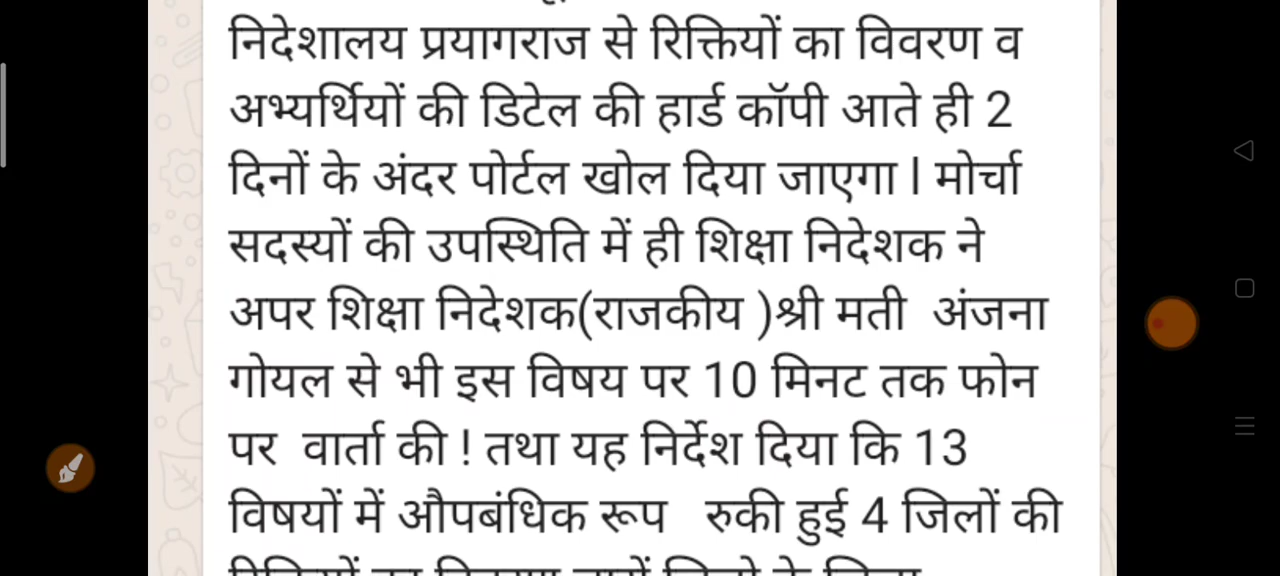 निदेशालय प्रयागराज से रिक्तियों का विवरण व
अभ्यर्थियों की डिटेल की हार्ड कॉपी आते ही 2
दिनों के अंदर पोर्टल खोल दिया जाएगा l मोर्चा
सदस्यों की उपस्थिति में ही शिक्षा निदेशक ने
अपर शिक्षा निदेशक(राजकीय )श्री मती  अंजना
गोयल से भी इस विषय पर 10 मिनट तक फोन
पर  वार्ता की ! तथा यह निर्देश दिया कि 13
विषयों में औपबंधिक रूप   रुकी हुई 4 जिलों की